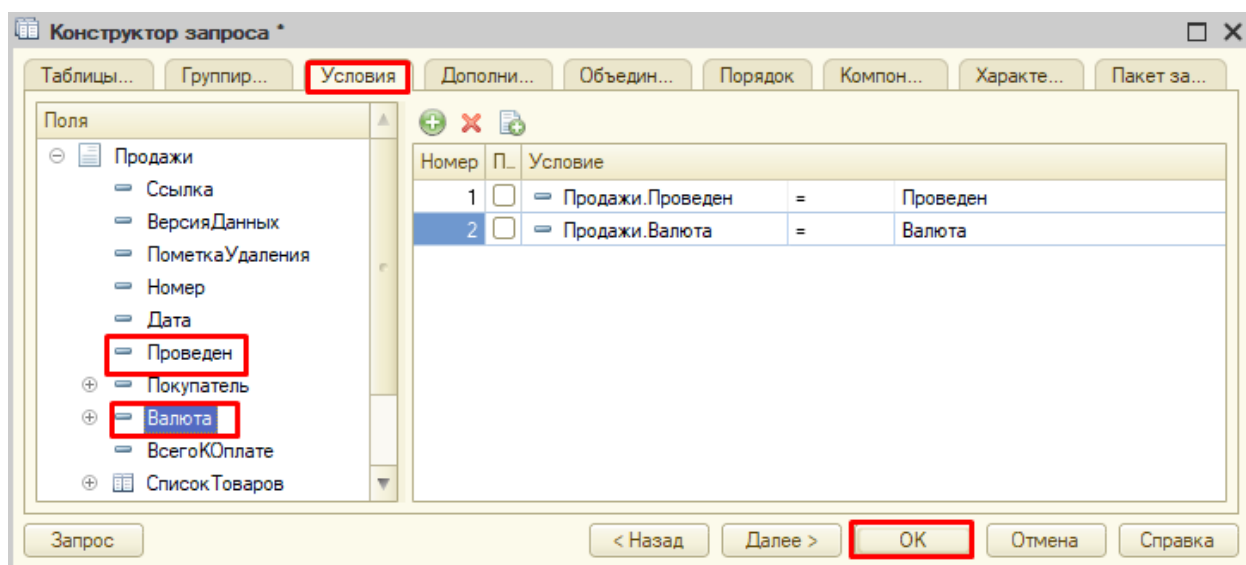 Конструктор запроса *
Таблицы... Группир... Условия Дополни... Объедин... Порядок Компон... Характе... Пакет за...
Поля
Продажи
Ссылка
ВерсияДанных
ПометкаУдаления
Номер
Дата
Проведен
Покупатель
Валюта
ВсегоКОплате
СписокТоваров
Номер П... Условие
1 Продажи.Проведен = Проведен
2 Продажи.Валюта = Валюта
Запрос < Назад Далее > ОК Отмена Справка